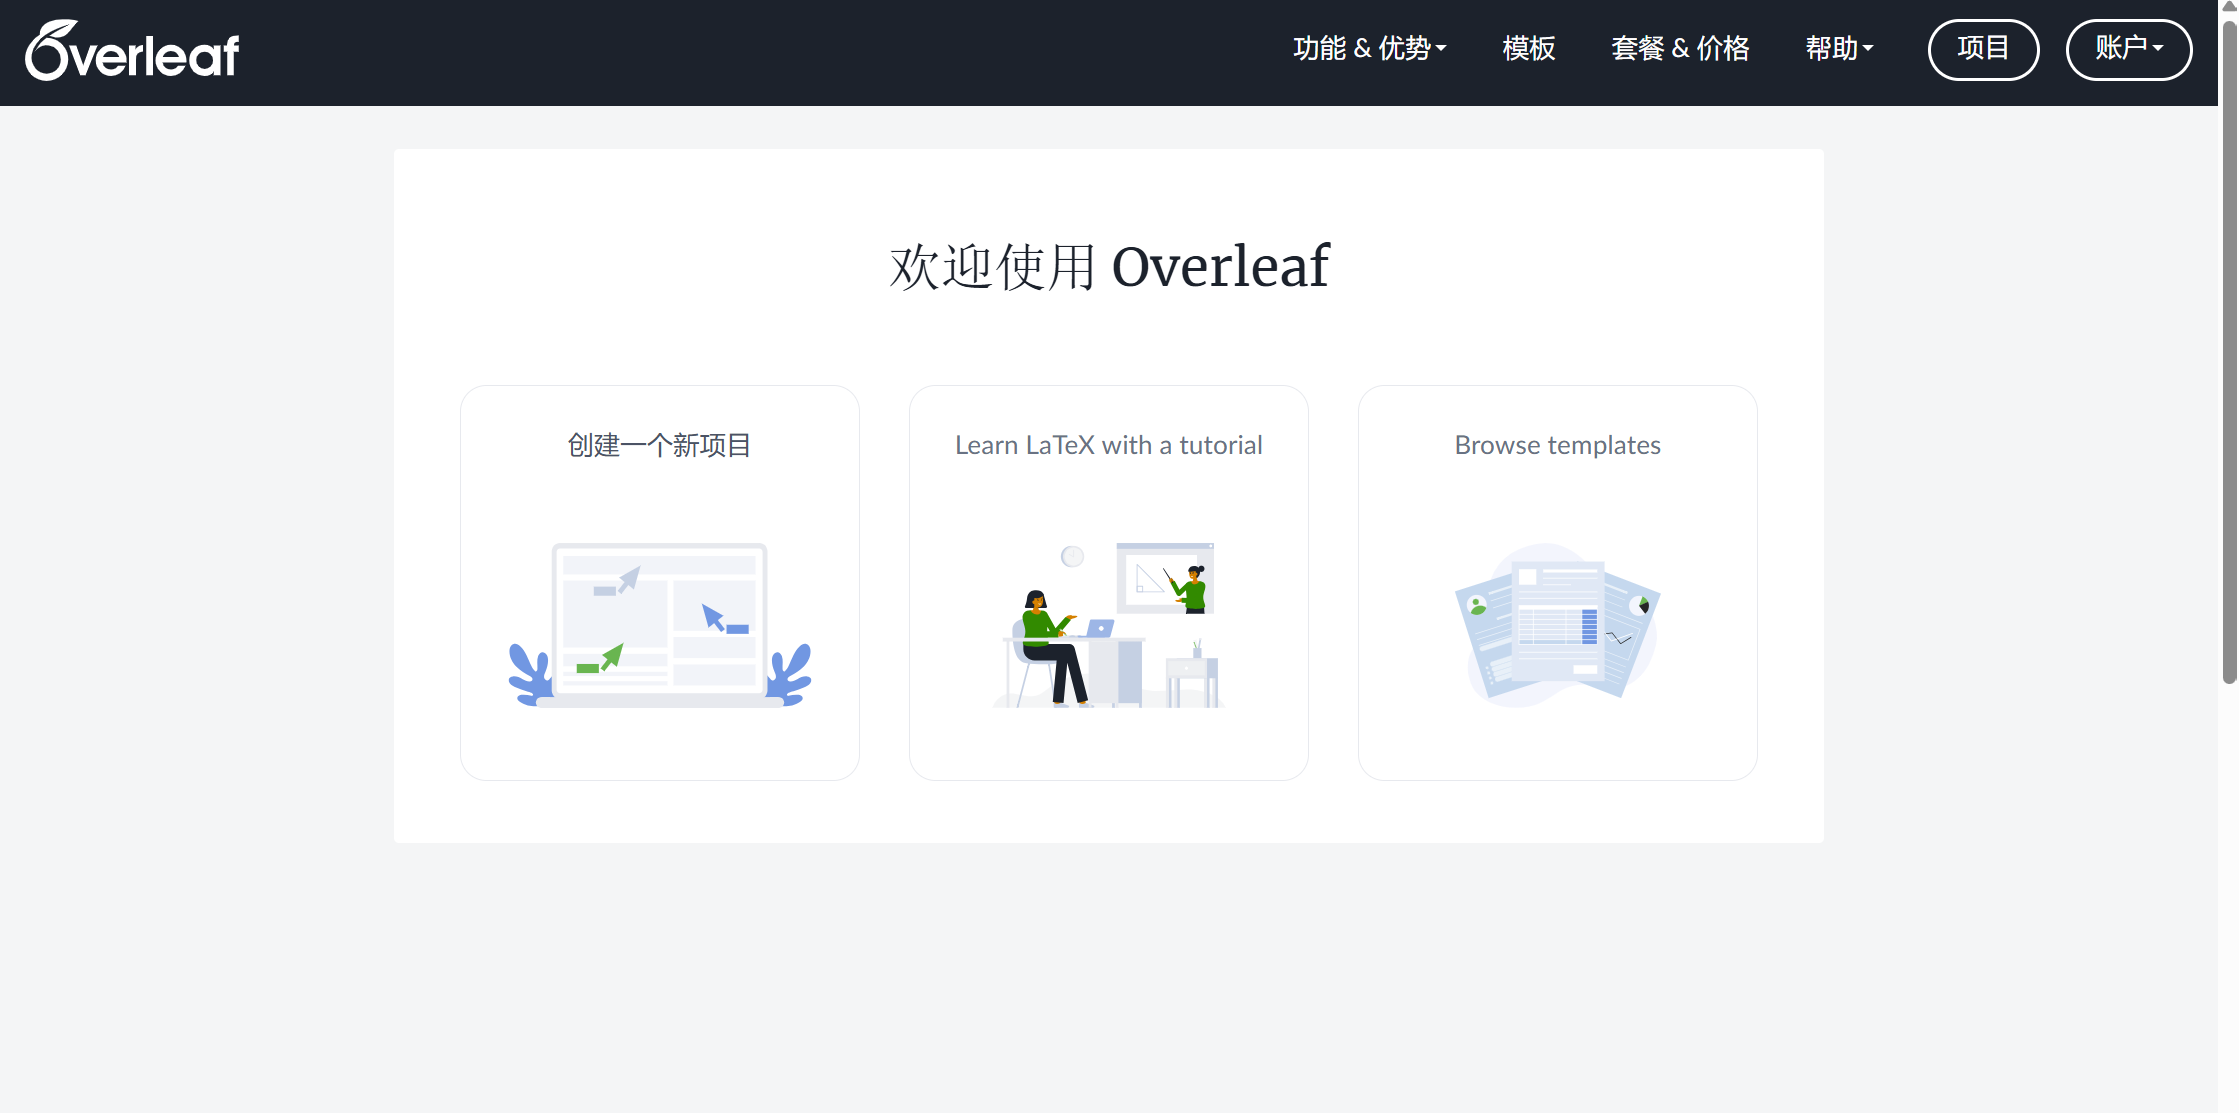 Overleaf
功能 & 优势 模板 套餐 & 价格 帮助 项目 账户
欢迎使用 Overleaf
创建一个新项目
Learn LaTeX with a tutorial
Browse templates